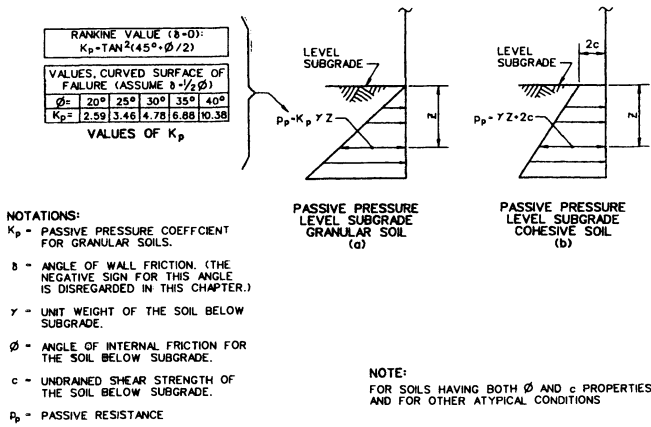 RANKINE VALUE (δ=0):
Kp=TAN²(45°+Ø/2)
VALUES, CURVED SURFACE OF
FAILURE (ASSUME δ=½Ø)
Ø= 20° 25° 30° 35° 40°
Kp= 2.59 3.46 4.78 6.88 10.38
VALUES OF Kp
LEVEL
SUBGRADE
pp=Kp γ Z
Z
PASSIVE PRESSURE
LEVEL SUBGRADE
GRANULAR SOIL
(a)
2c
LEVEL
SUBGRADE
pp=γ Z+2c
Z
PASSIVE PRESSURE
LEVEL SUBGRADE
COHESIVE SOIL
(b)
NOTATIONS:
Kp = PASSIVE PRESSURE COEFFCIENT
FOR GRANULAR SOILS.
δ = ANGLE OF WALL FRICTION. (THE
NEGATIVE SIGN FOR THIS ANGLE
IS DISREGARDED IN THIS CHAPTER.)
γ = UNIT WEIGHT OF THE SOIL BELOW
SUBGRADE.
Ø = ANGLE OF INTERNAL FRICTION FOR
THE SOIL BELOW SUBGRADE.
c = UNDRAINED SHEAR STRENGTH OF
THE SOIL BELOW SUBGRADE.
Pp = PASSIVE RESISTANCE
NOTE:
FOR SOILS HAVING BOTH Ø AND c PROPERTIES
AND FOR OTHER ATYPICAL CONDITIONS